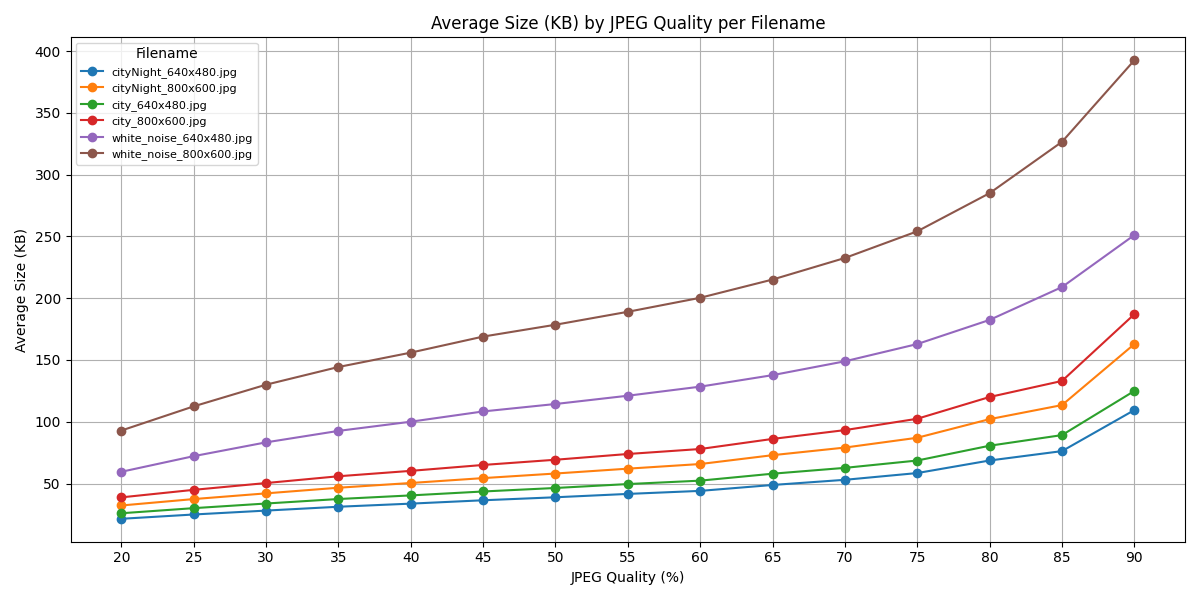 Average Size (KB) by JPEG Quality per Filename
Filename
cityNight_640x480.jpg
cityNight_800x600.jpg
city_640x480.jpg
city_800x600.jpg
white_noise_640x480.jpg
white_noise_800x600.jpg
Average Size (KB)
400
350
300
250
200
150
100
50
20 25 30 35 40 45 50 55 60 65 70 75 80 85 90
JPEG Quality (%)